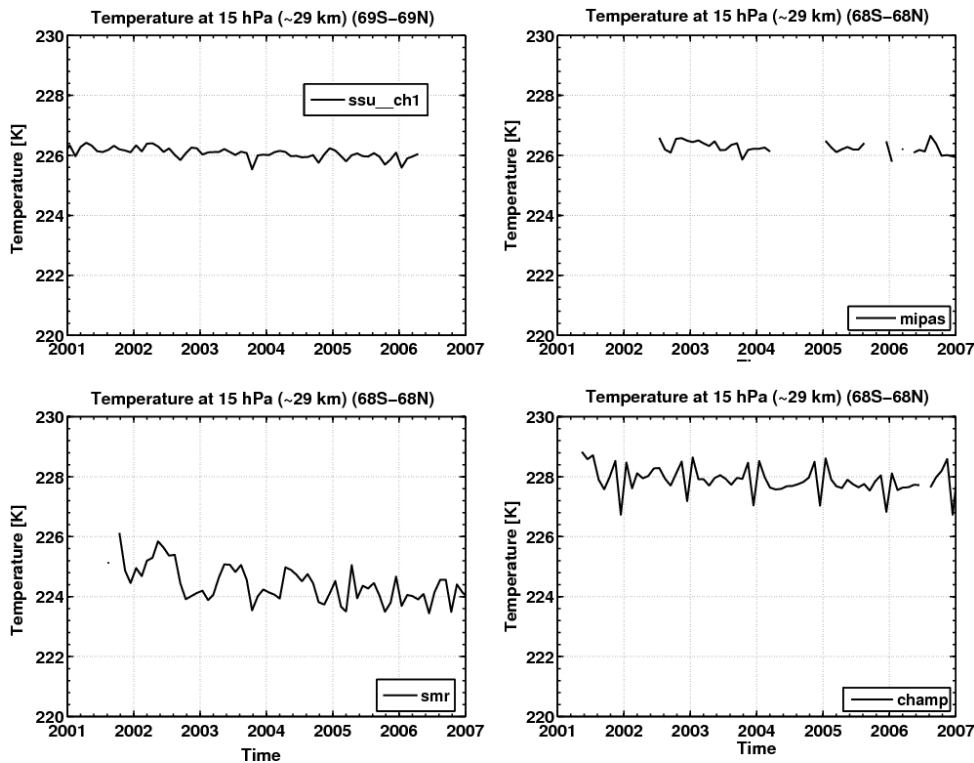 Temperature at 15 hPa (~29 km) (69S−69N)
230
228
226
224
222
220
Temperature [K]
ssu__ch1
2001 2002 2003 2004 2005 2006 2007
Temperature at 15 hPa (~29 km) (68S−68N)
230
228
226
224
222
220
Temperature [K]
mipas
2001 2002 2003 2004 2005 2006 2007
Temperature at 15 hPa (~29 km) (68S−68N)
230
228
226
224
222
220
Temperature [K]
smr
2001 2002 2003 2004 2005 2006 2007
Time
Temperature at 15 hPa (~29 km) (68S−68N)
230
228
226
224
222
220
Temperature [K]
champ
2001 2002 2003 2004 2005 2006 2007
Time